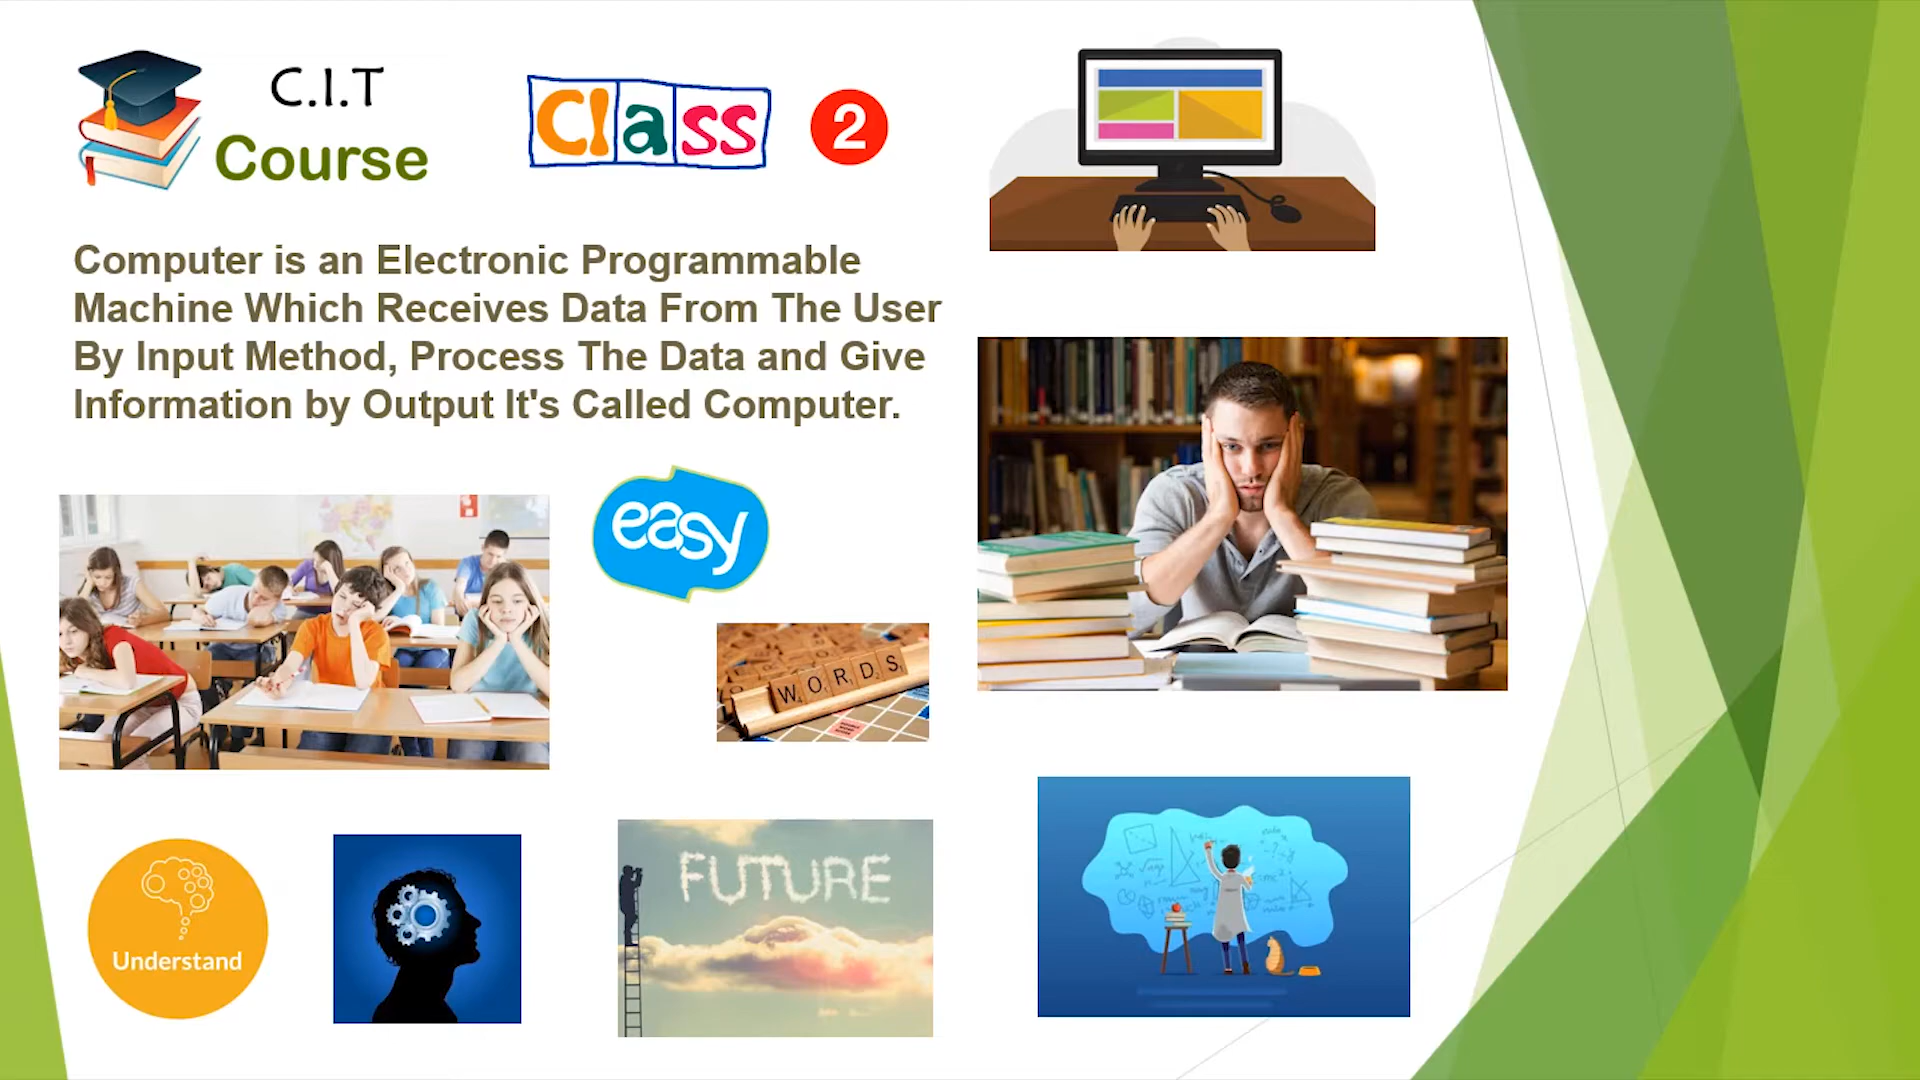 C.I.T
Course
Class
2
Computer is an Electronic Programmable
Machine Which Receives Data From The User
By Input Method, Process The Data and Give
Information by Output It's Called Computer.
easy
WORDS
Understand
FUTURE